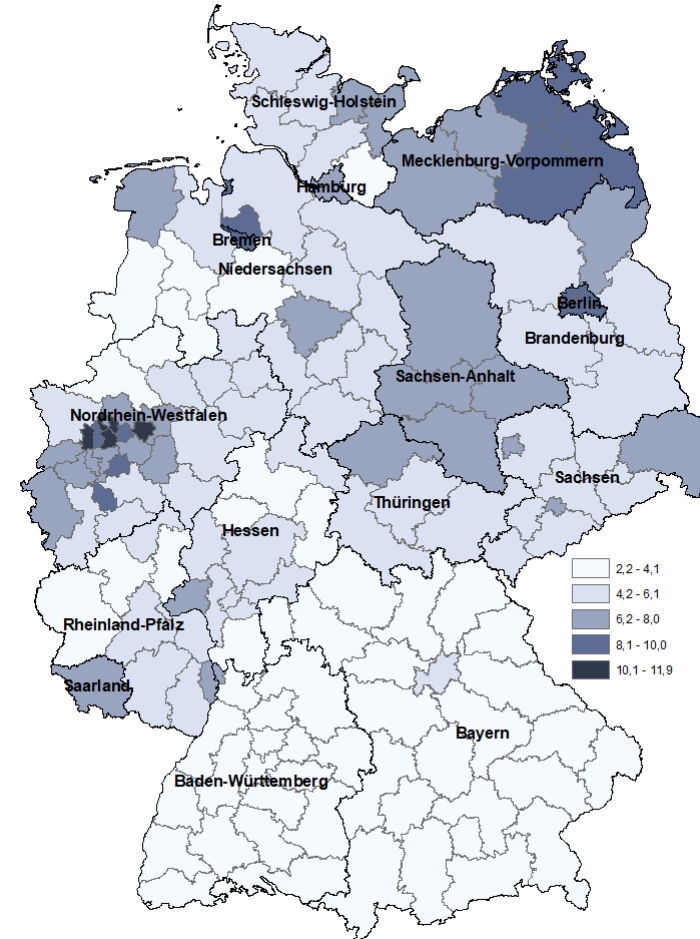 Schleswig-Holstein
Mecklenburg-Vorpommern
Hamburg
Bremen
Niedersachsen
Berlin
Brandenburg
Sachsen-Anhalt
Nordrhein-Westfalen
Sachsen
Thüringen
Hessen
2,2 - 4,1
4,2 - 6,1
6,2 - 8,0
8,1 - 10,0
10,1 - 11,9
Rheinland-Pfalz
Saarland
Bayern
Baden-Württemberg